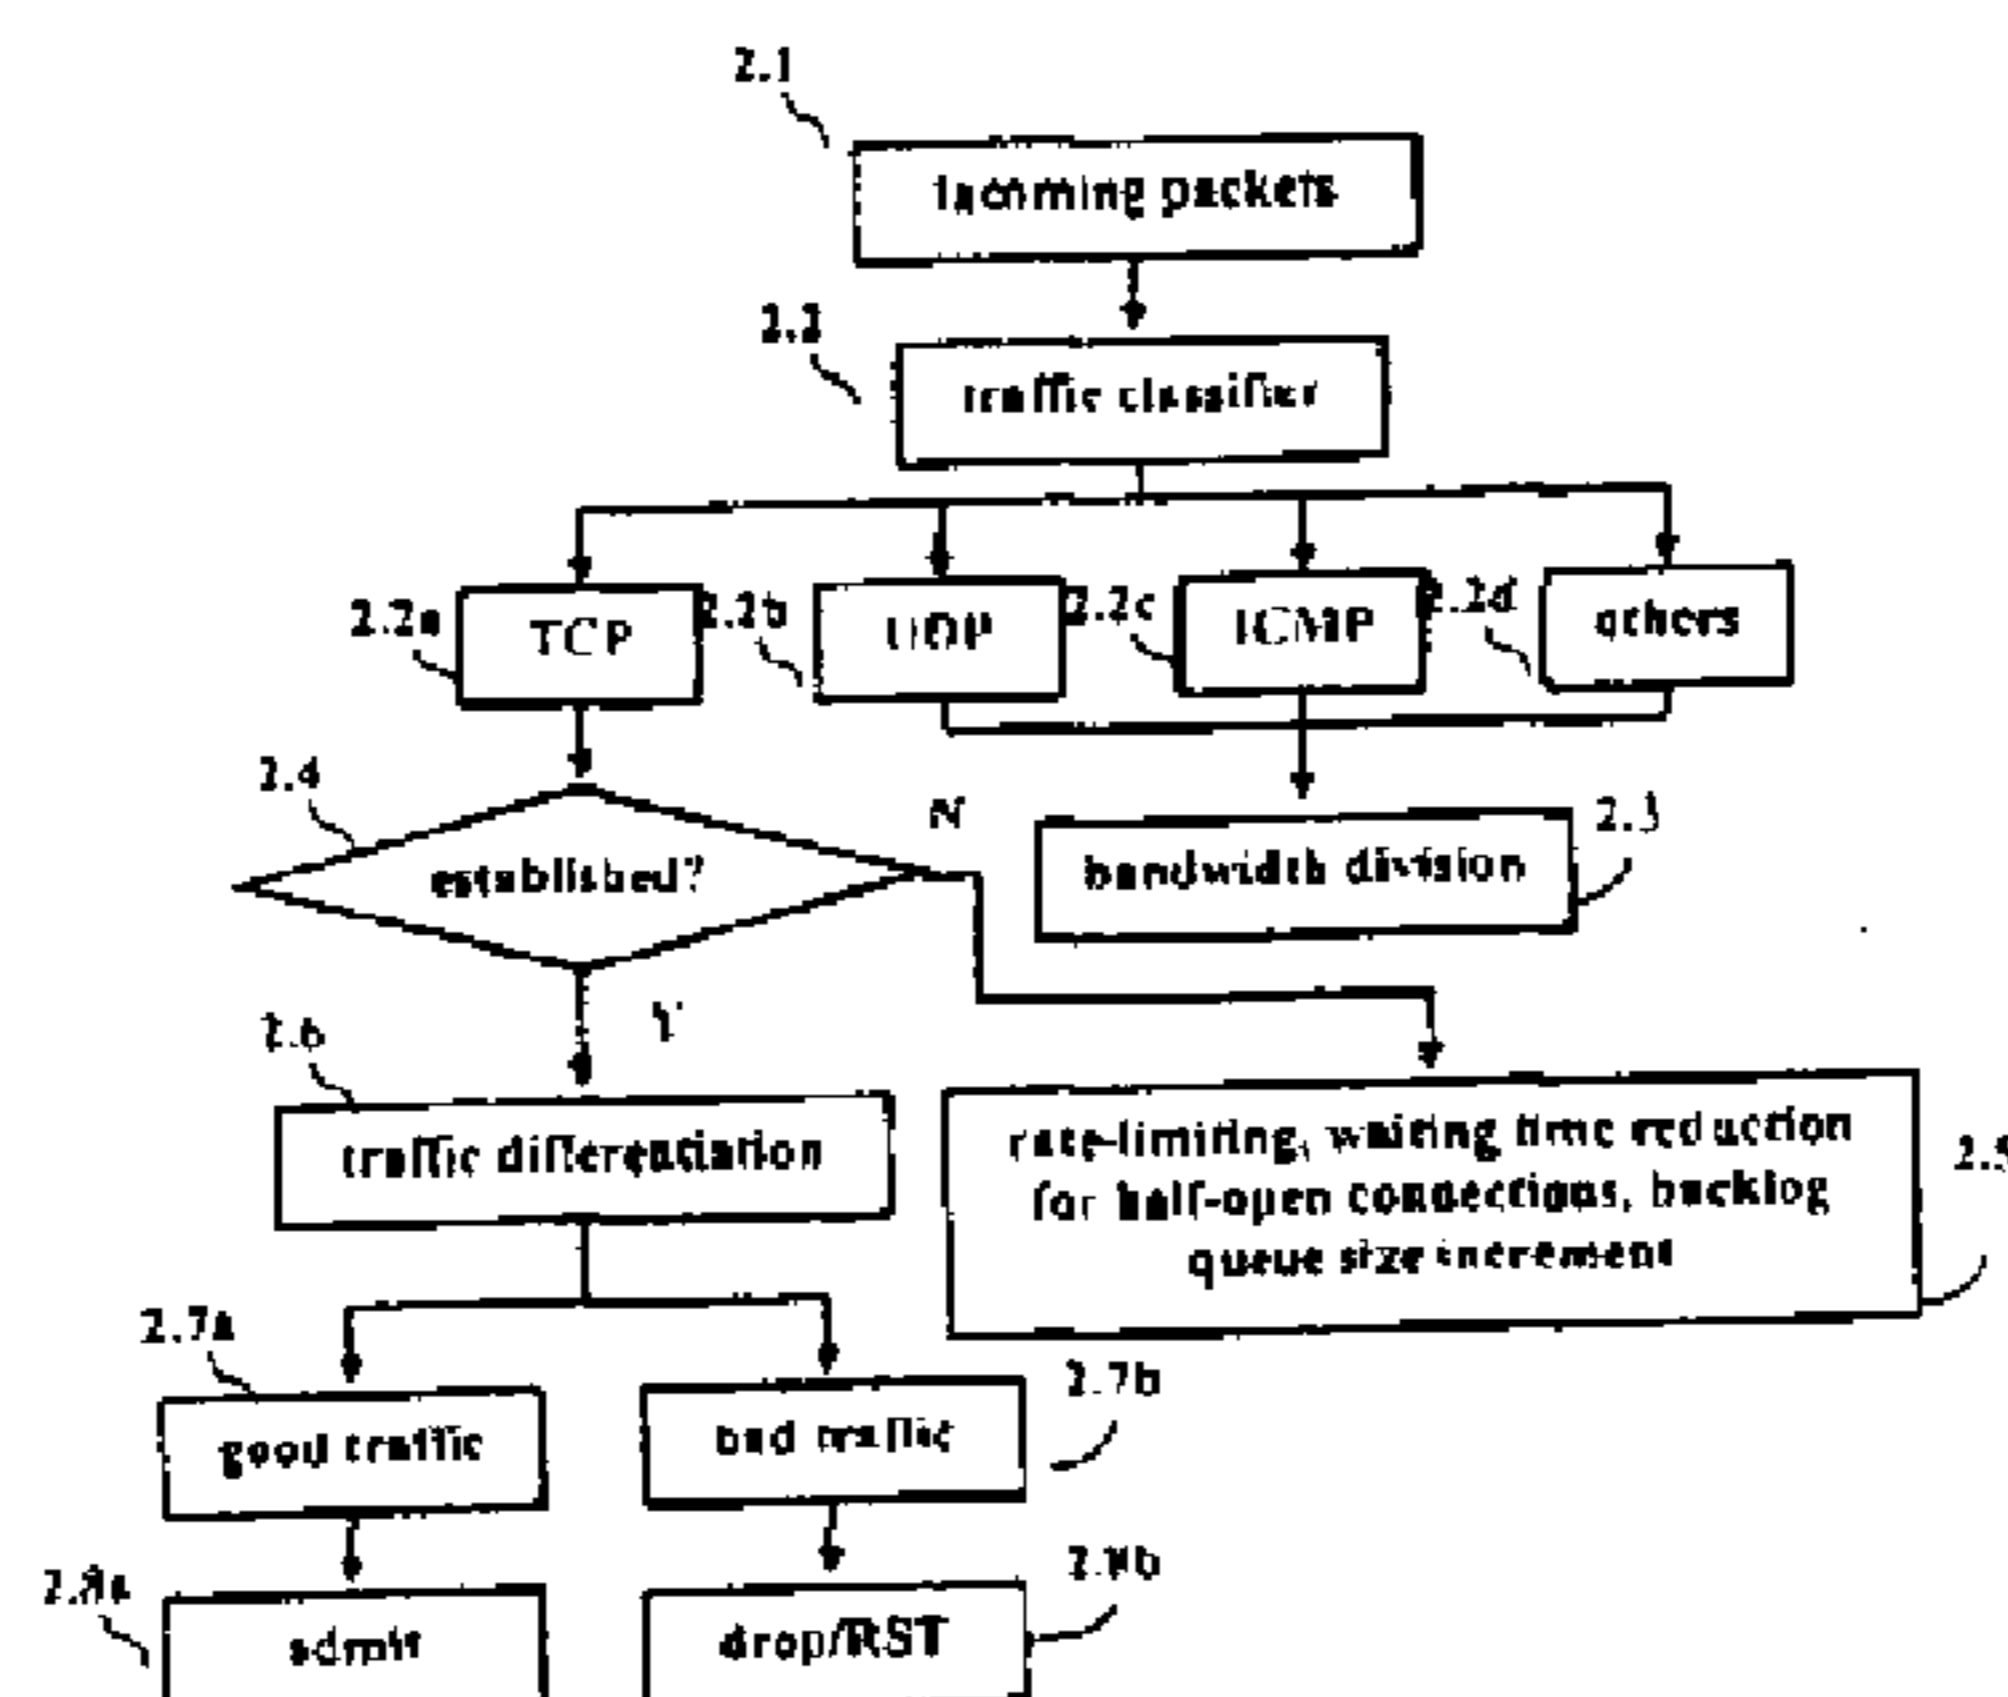 2.1
incoming packets
2.2
traffic classifier
2.2a
TCP
2.2b
UDP
2.2c
ICMP
2.2d
others
2.4
established?
N
bandwidth division
2.3
Y
2.6
traffic differentiation
rate-limiting, waiting time reduction
for half-open connections, backlog
queue size increment
2.7a
good traffic
bad traffic
2.7b
2.8a
admit
drop/RST
2.8b